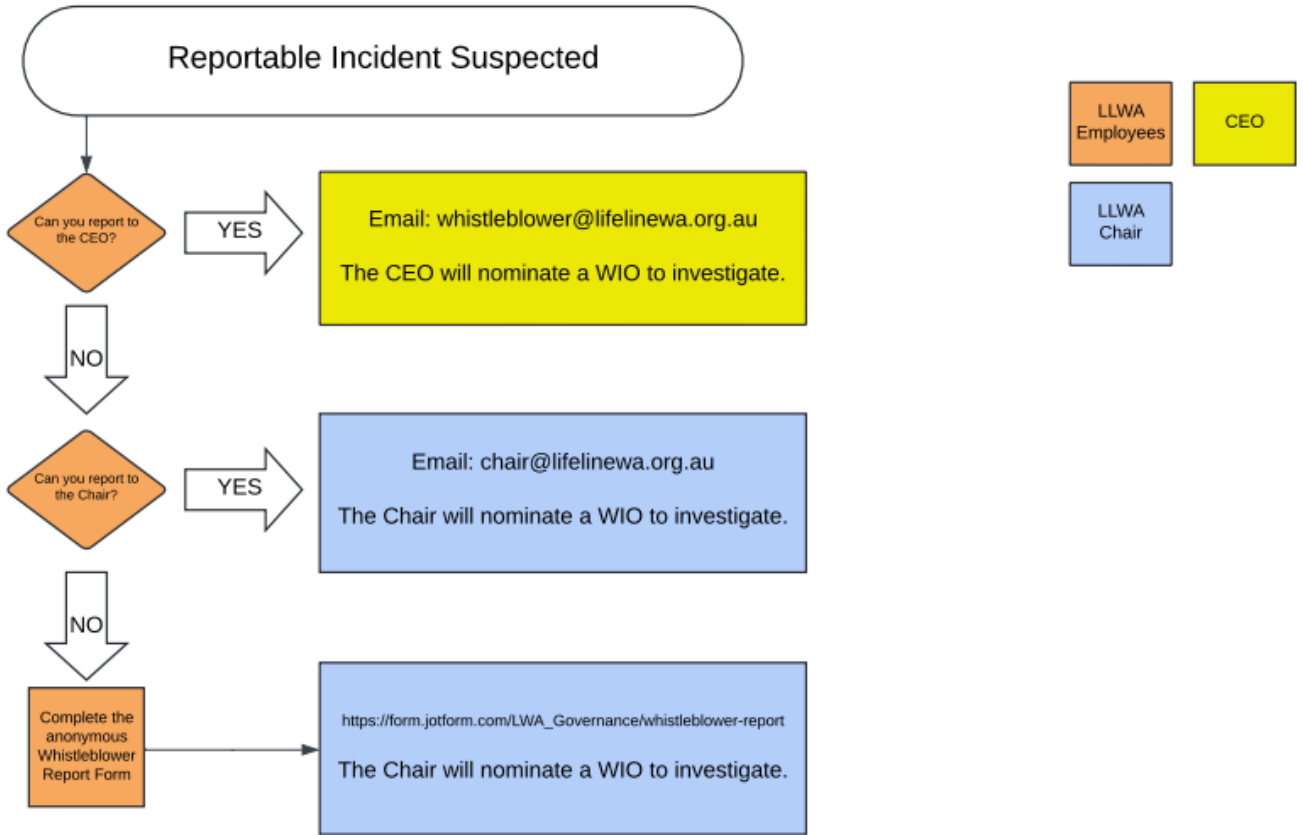 Reportable Incident Suspected
LLWA
Employees
CEO
Can you report to
the CEO?
YES
Email: whistleblower@lifelinewa.org.au
The CEO will nominate a WIO to investigate.
LLWA
Chair
NO
Can you report to
the Chair?
YES
Email: chair@lifelinewa.org.au
The Chair will nominate a WIO to investigate.
NO
Complete the
anonymous
Whistleblower
Report Form
https://form.jotform.com/LWA_Governance/whistleblower-report
The Chair will nominate a WIO to investigate.